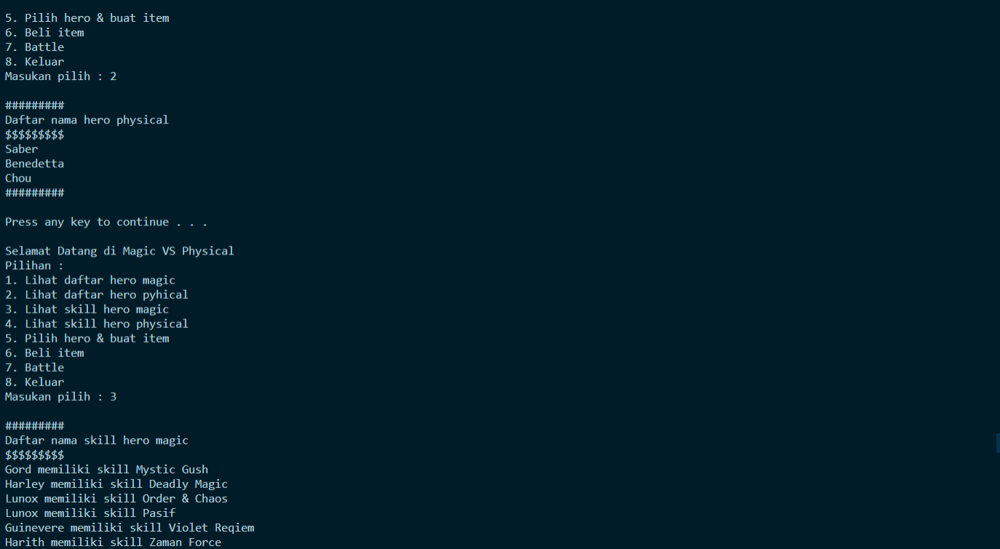 5. Pilih hero & buat item
6. Beli item
7. Battle
8. Keluar
Masukan pilih : 2
#########
Daftar nama hero physical
$$$$$$$$$
Saber
Benedetta
Chou
#########
Press any key to continue . . .
Selamat Datang di Magic VS Physical
Pilihan :
1. Lihat daftar hero magic
2. Lihat daftar hero pyhical
3. Lihat skill hero magic
4. Lihat skill hero physical
5. Pilih hero & buat item
6. Beli item
7. Battle
8. Keluar
Masukan pilih : 3
#########
Daftar nama skill hero magic
$$$$$$$$$
Gord memiliki skill Mystic Gush
Harley memiliki skill Deadly Magic
Lunox memiliki skill Order & Chaos
Lunox memiliki skill Pasif
Guinevere memiliki skill Violet Reqiem
Harith memiliki skill Zaman Force